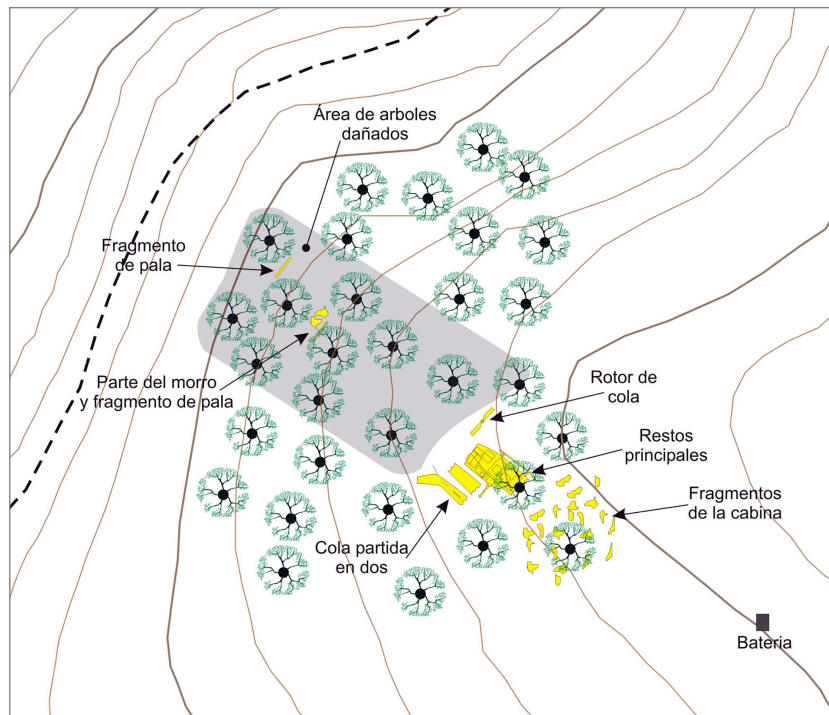 Área de arboles
dañados
Fragmento
de pala
Parte del morro
y fragmento de pala
Rotor de
cola
Restos
principales
Fragmentos
de la cabina
Cola partida
en dos
Bateria